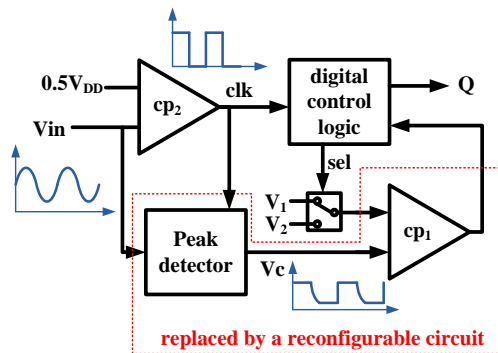 0.5VDD
Vin
cp2
clk
digital
control
logic
Q
sel
V1
V2
cp1
Peak
detector
Vc
replaced by a reconfigurable circuit